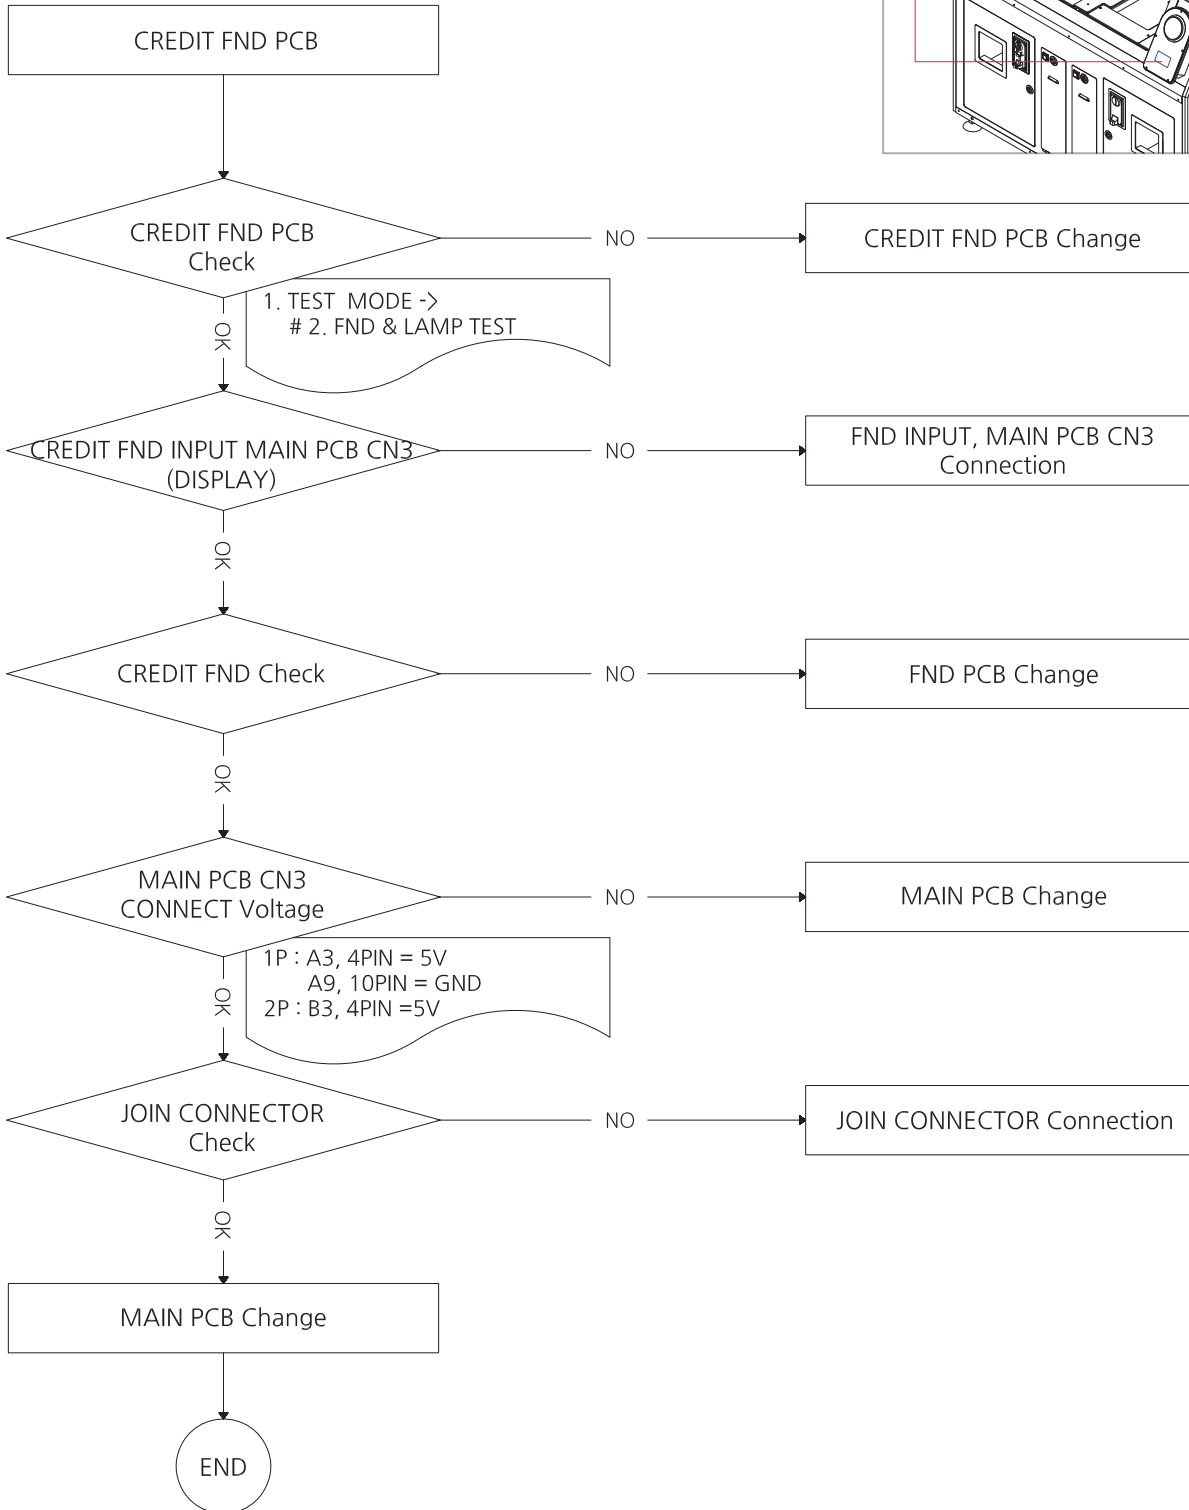 CREDIT FND PCB
CREDIT FND PCB
Check
NO
CREDIT FND PCB Change
1. TEST MODE ->
# 2. FND & LAMP TEST
OK
CREDIT FND INPUT MAIN PCB CN3
(DISPLAY)
NO
FND INPUT, MAIN PCB CN3
Connection
OK
CREDIT FND Check
NO
FND PCB Change
OK
MAIN PCB CN3
CONNECT Voltage
NO
MAIN PCB Change
1P : A3, 4PIN = 5V
A9, 10PIN = GND
2P : B3, 4PIN =5V
OK
JOIN CONNECTOR
Check
NO
JOIN CONNECTOR Connection
OK
MAIN PCB Change
END